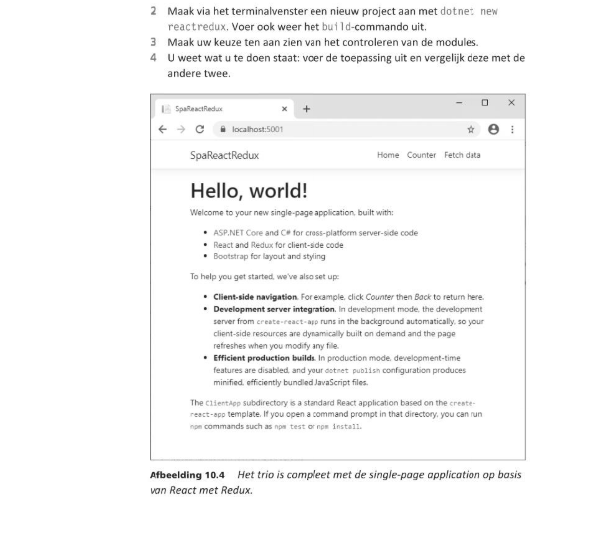 2 Maak via het terminalvenster een nieuw project aan met dotnet new
reactredux. Voer ook weer het build-commando uit.
3 Maak uw keuze ten aan zien van het controleren van de modules.
4 U weet wat u te doen staat: voer de toepassing uit en vergelijk deze met de
andere twee.
SpaReactRedux
localhost:5001
SpaReactRedux Home Counter Fetch data
Hello, world!
Welcome to your new single-page application, built with:
• ASP.NET Core and C# for cross-platform server-side code
• React and Redux for client-side code
• Bootstrap for layout and styling
To help you get started, we've also set up:
• Client-side navigation. For example, click Counter then Back to return here.
• Development server integration. In development mode, the development
server from create-react-app runs in the background automatically, so your
client-side resources are dynamically built on demand and the page
refreshes when you modify any file.
• Efficient production builds. In production mode, development-time
features are disabled, and your dotnet publish configuration produces
minified, efficiently bundled JavaScript files.
The ClientApp subdirectory is a standard React application based on the create-
react-app template. If you open a command prompt in that directory, you can run
npm commands such as npm test or npm install.
Afbeelding 10.4 Het trio is compleet met de single-page application op basis
van React met Redux.